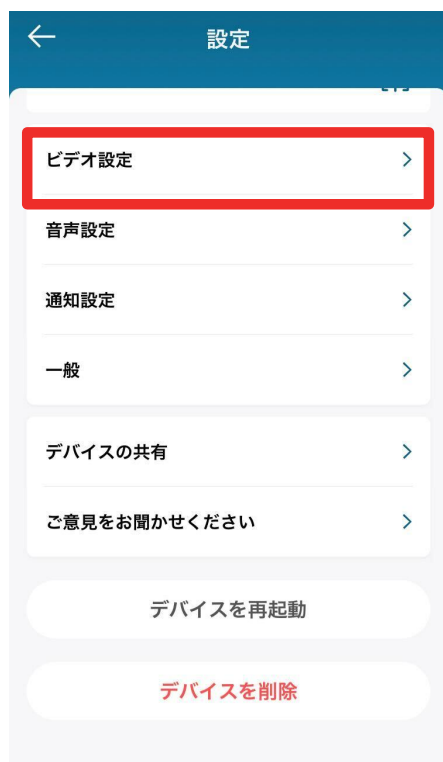 設定
ビデオ設定
音声設定
通知設定
一般
デバイスの共有
ご意見をお聞かせください
デバイスを再起動
デバイスを削除